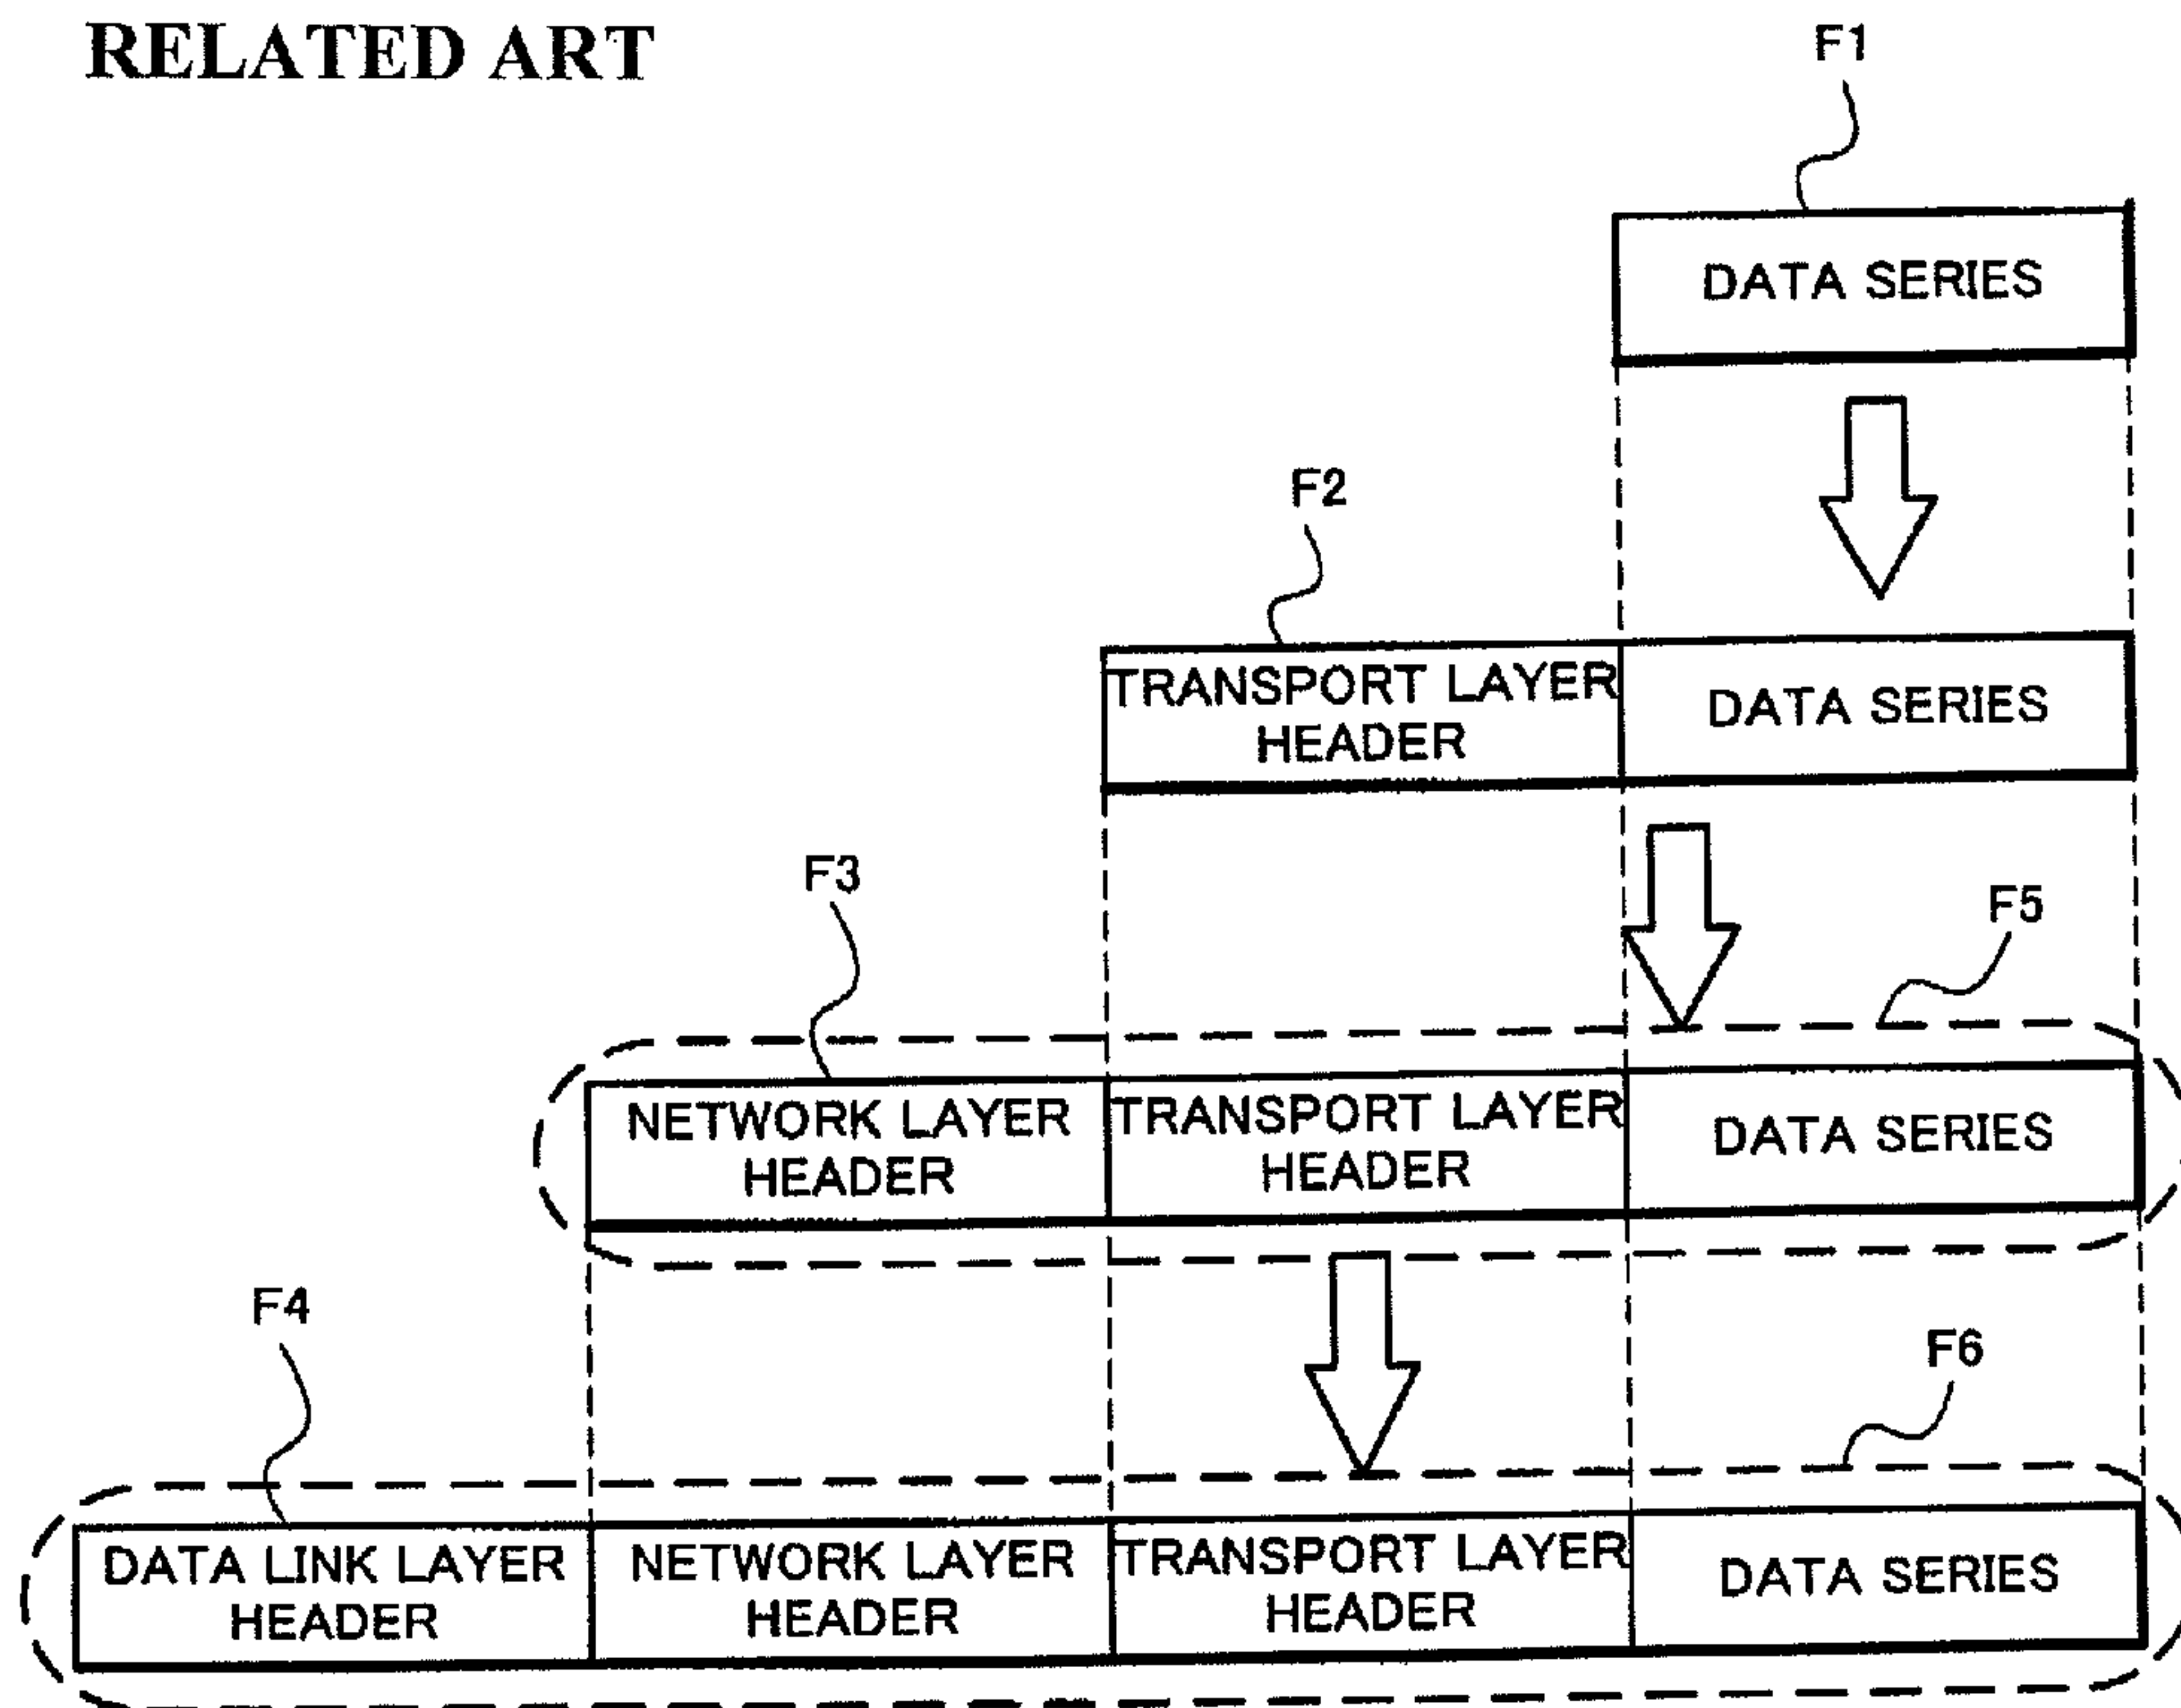 RELATED ART
F1
DATA SERIES
F2
TRANSPORT LAYER
HEADER
DATA SERIES
F3
F5
NETWORK LAYER
HEADER
TRANSPORT LAYER
HEADER
DATA SERIES
F4
F6
DATA LINK LAYER
HEADER
NETWORK LAYER
HEADER
TRANSPORT LAYER
HEADER
DATA SERIES